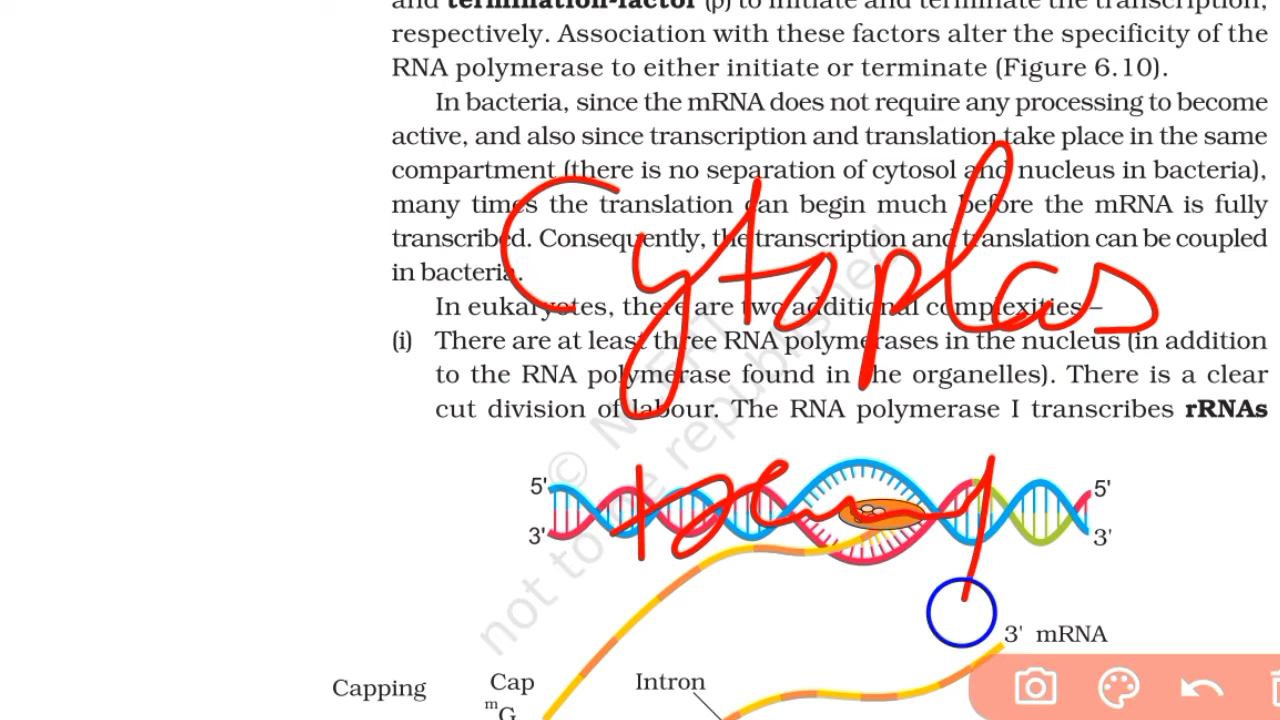 and termination-factor (ρ) to initiate and terminate the transcription,
respectively. Association with these factors alter the specificity of the
RNA polymerase to either initiate or terminate (Figure 6.10).
In bacteria, since the mRNA does not require any processing to become
active, and also since transcription and translation take place in the same
compartment (there is no separation of cytosol and nucleus in bacteria),
many times the translation can begin much before the mRNA is fully
transcribed. Consequently, the transcription and translation can be coupled
in bacteria.
Cytoplas
In eukaryotes, there are two additional complexities –
(i) There are at least three RNA polymerases in the nucleus (in addition
to the RNA polymerase found in the organelles). There is a clear
cut division of labour. The RNA polymerase I transcribes rRNAs
© NCERT
not to be republished
5' 5'
3' 3'
3' mRNA
Capping Cap Intron
mG